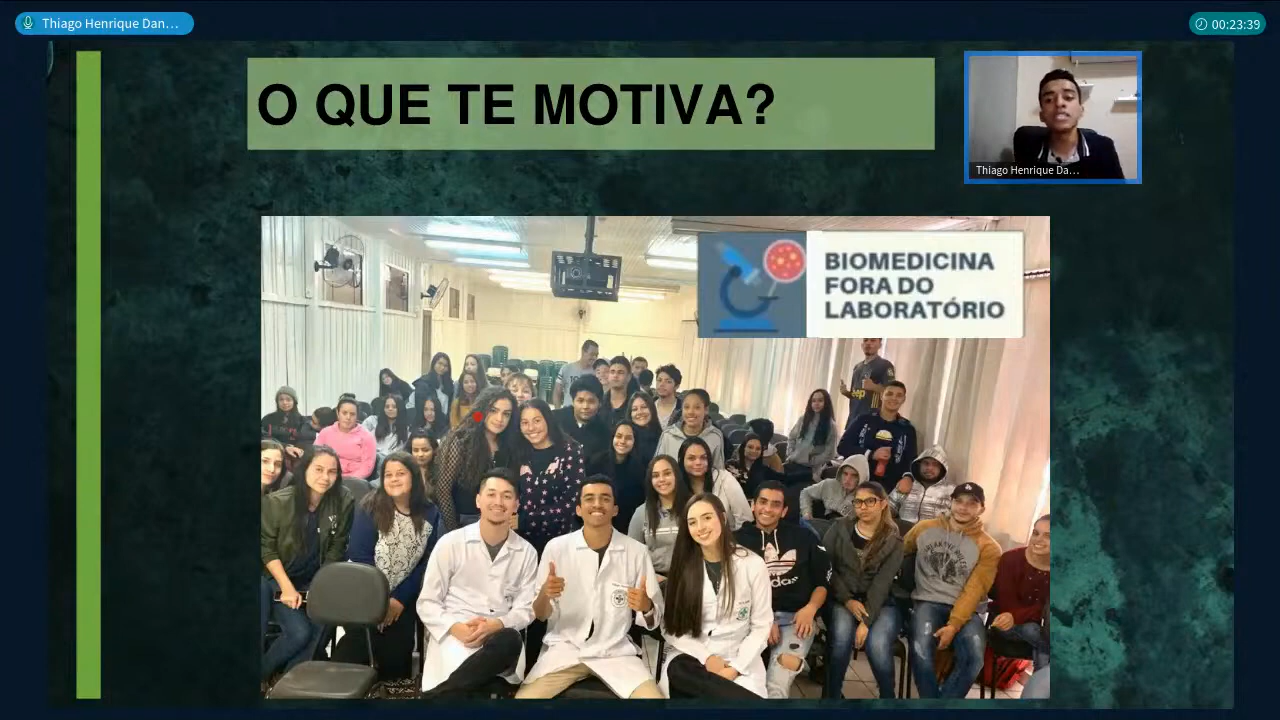 Thiago Henrique Dan...
00:23:39
O QUE TE MOTIVA?
Thiago Henrique Da...
BIOMEDICINA
FORA DO
LABORATÓRIO